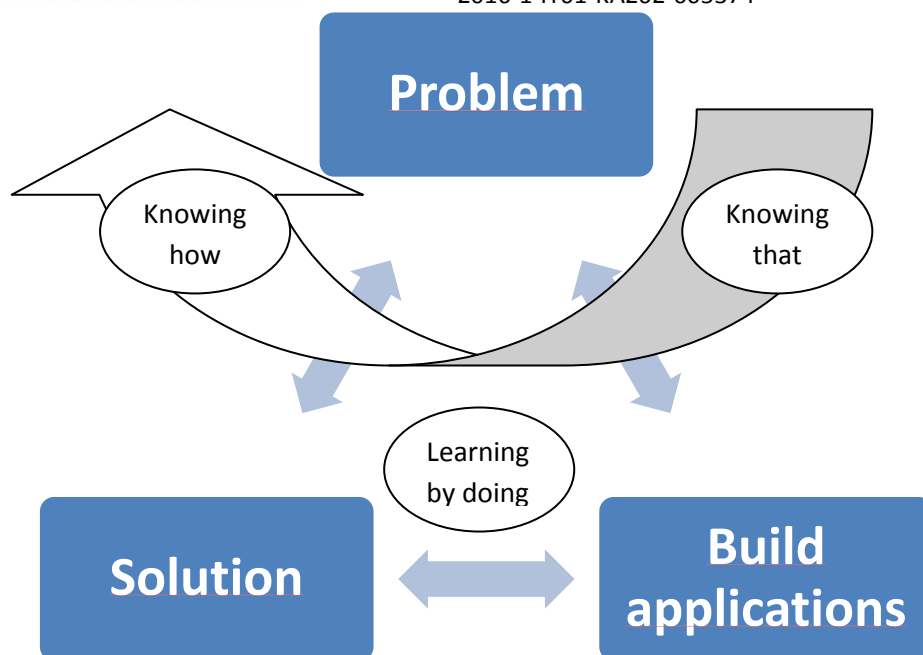 Problem
Knowing
how
Knowing
that
Learning
by doing
Solution
Build
applications